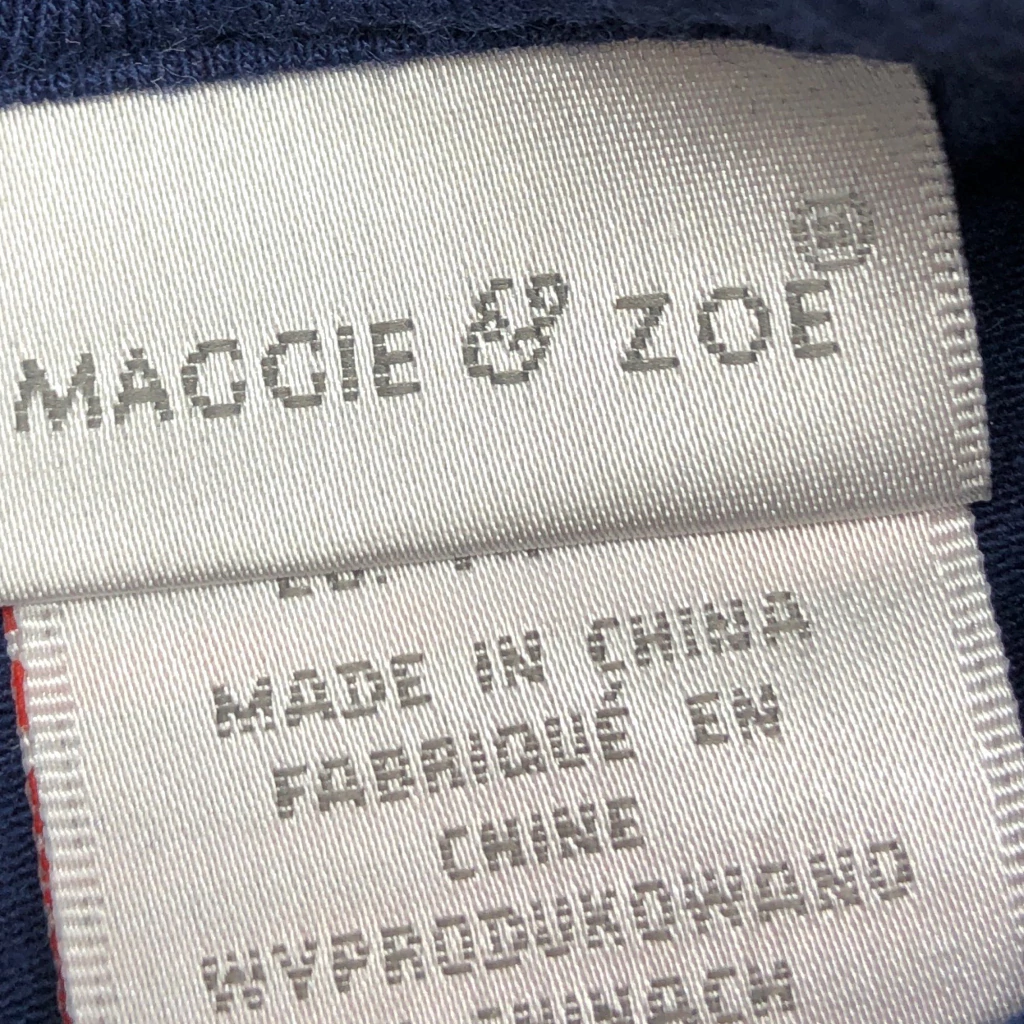 MAGGIE & ZOE®
MADE IN CHINA
FABRIQUÉ EN
CHINE
WYPRODUKOWANO